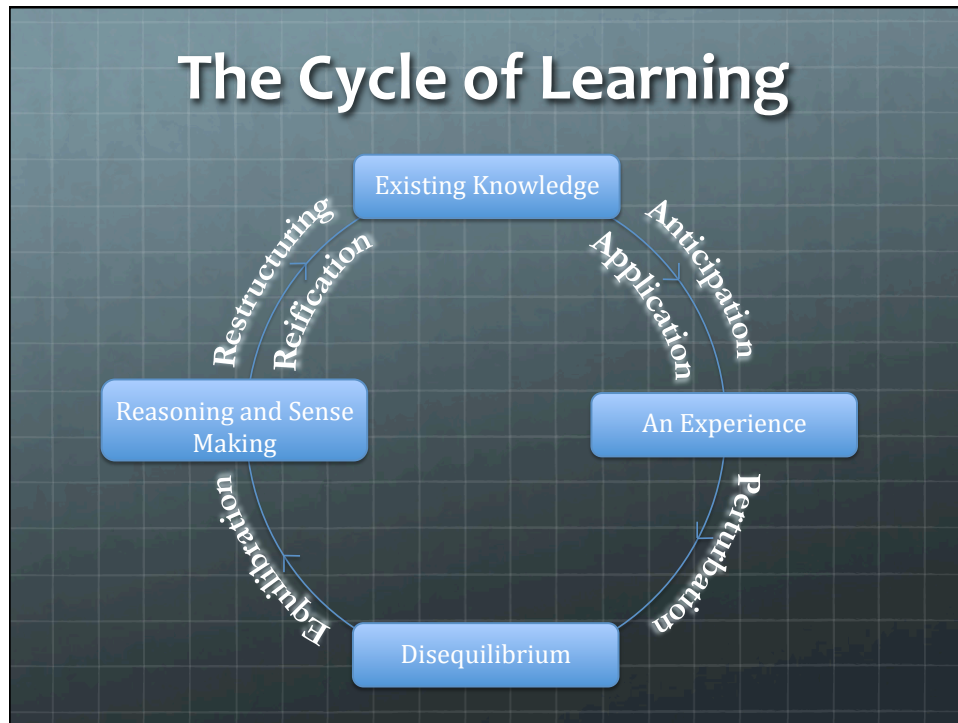 The Cycle of Learning
Existing Knowledge
Anticipation
Application
An Experience
Perturbation
Disequilibrium
Equilibration
Reasoning and Sense
Making
Restructuring
Reification